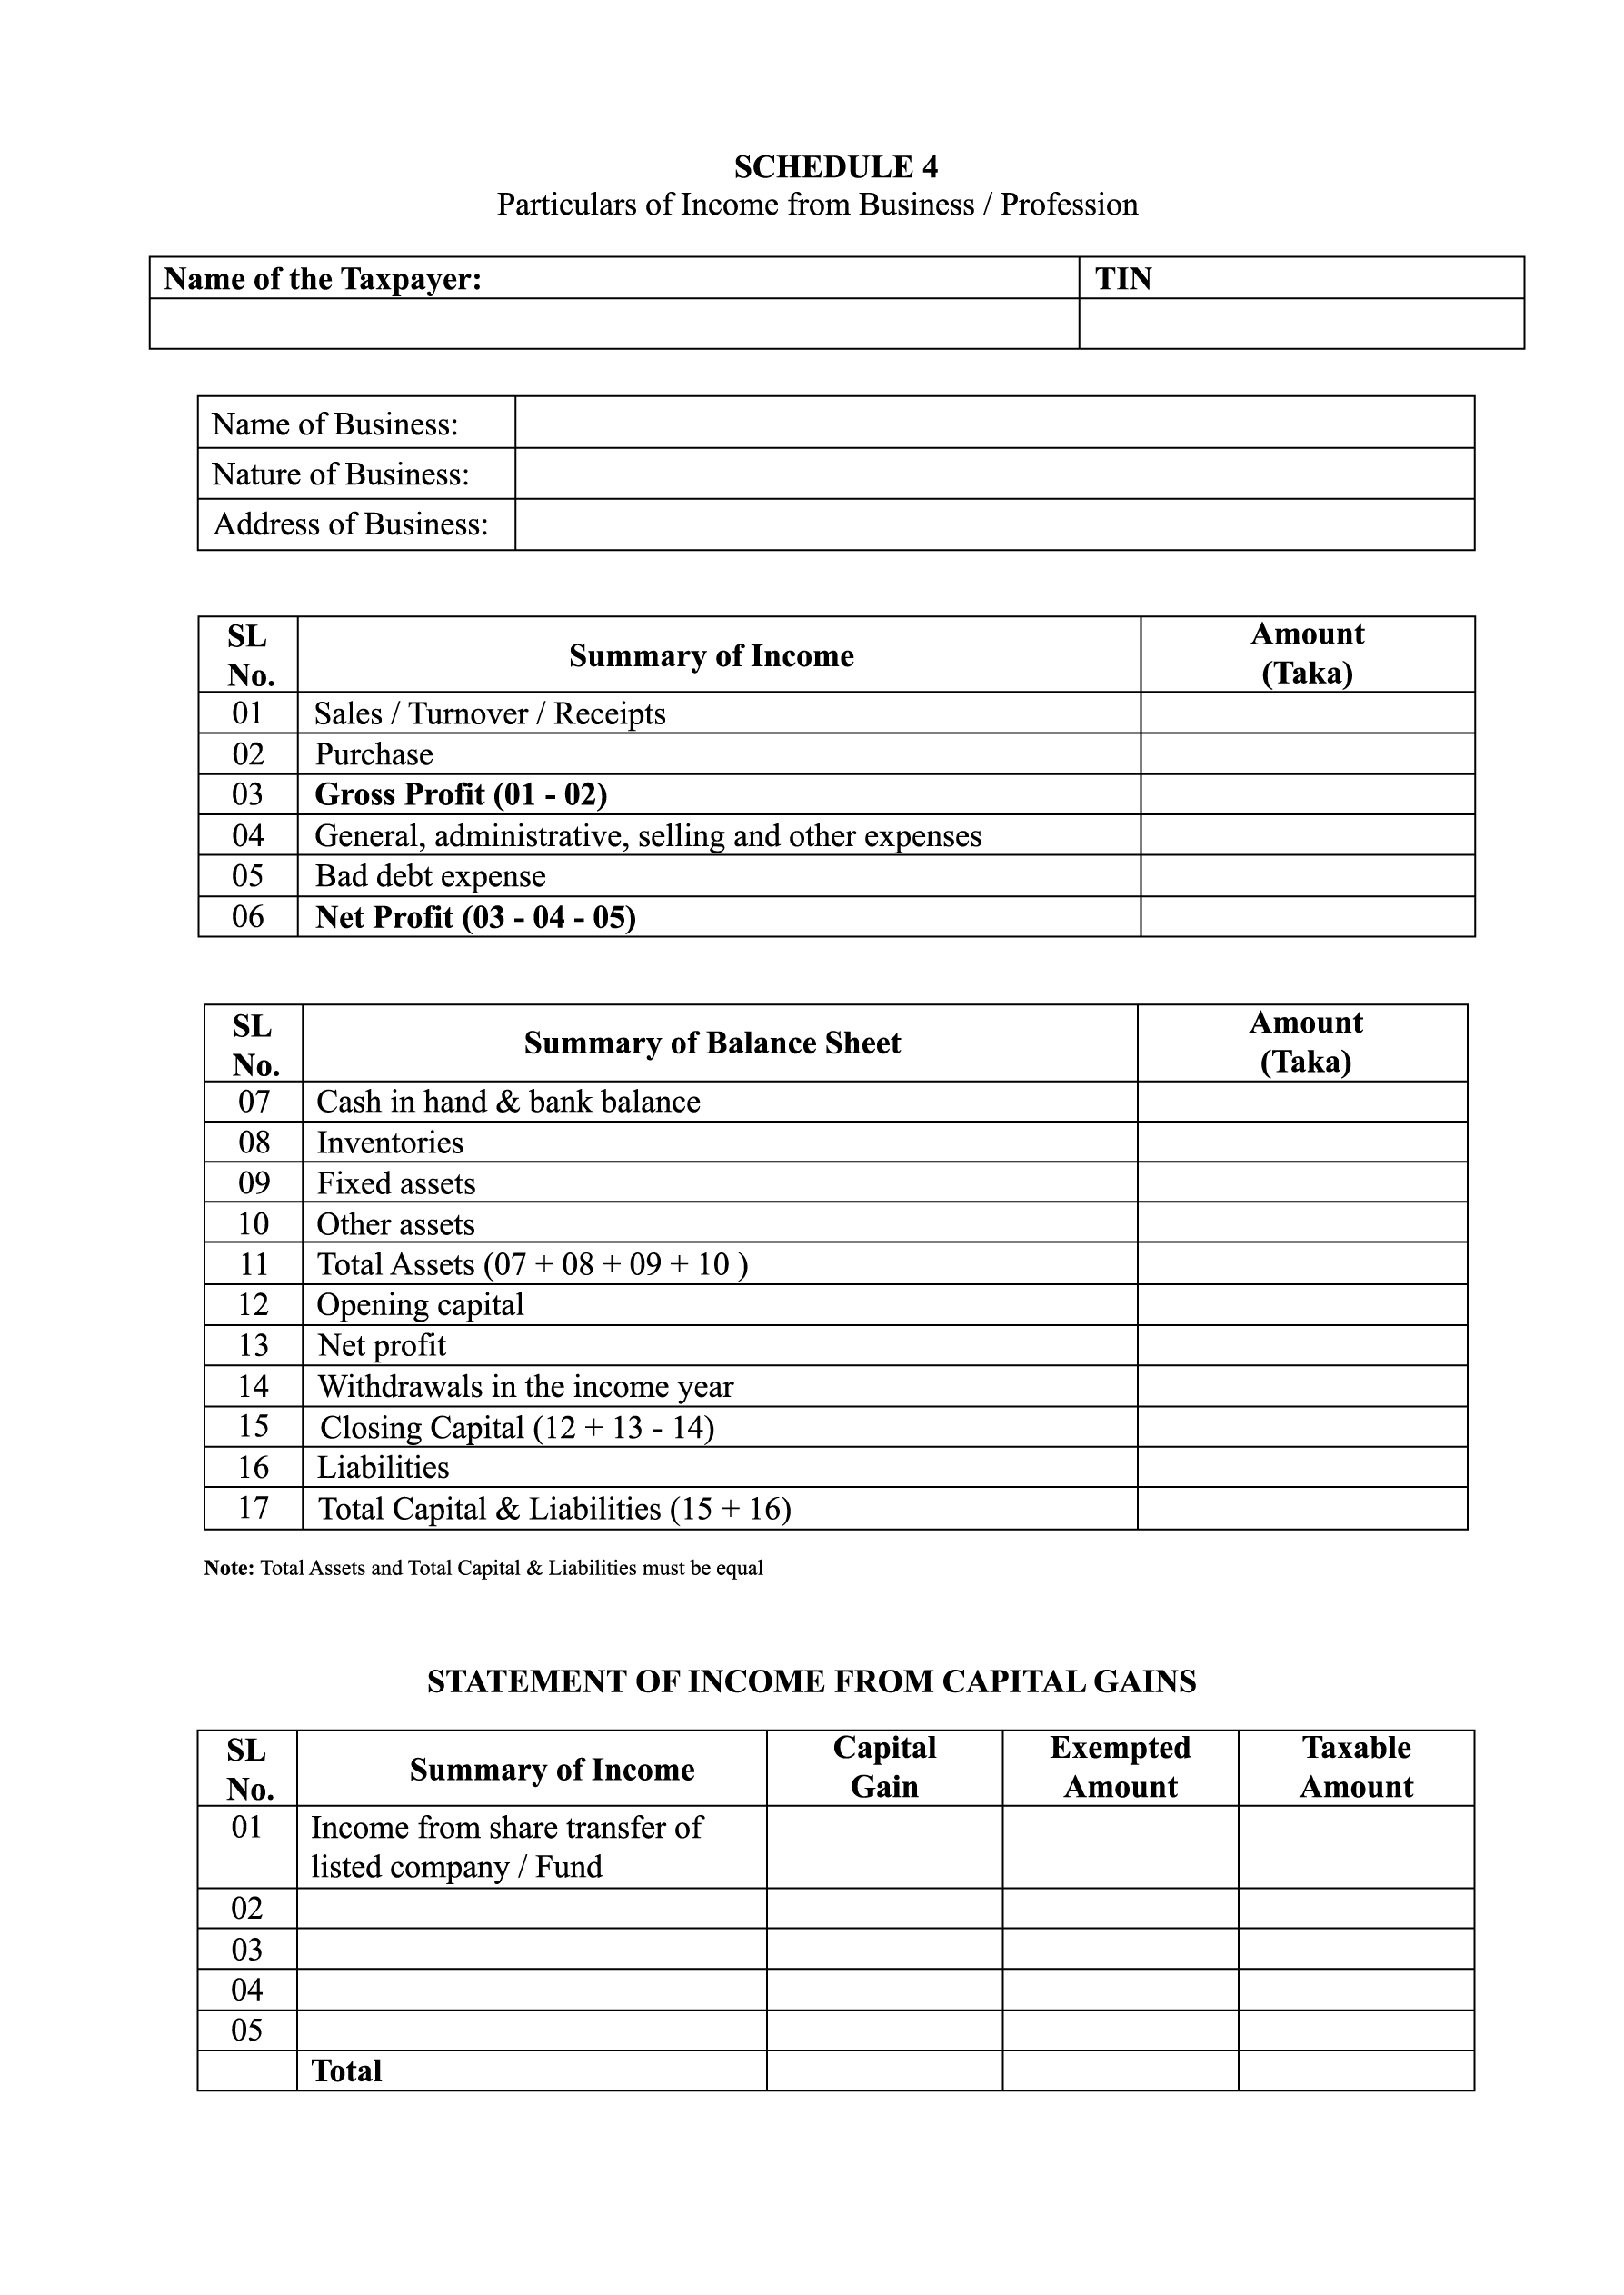 SCHEDULE 4
Particulars of Income from Business / Profession
Name of the Taxpayer: TIN
Name of Business:
Nature of Business:
Address of Business:
SL No. Summary of Income Amount (Taka)
01 Sales / Turnover / Receipts
02 Purchase
03 Gross Profit (01 - 02)
04 General, administrative, selling and other expenses
05 Bad debt expense
06 Net Profit (03 - 04 - 05)
SL No. Summary of Balance Sheet Amount (Taka)
07 Cash in hand & bank balance
08 Inventories
09 Fixed assets
10 Other assets
11 Total Assets (07 + 08 + 09 + 10 )
12 Opening capital
13 Net profit
14 Withdrawals in the income year
15 Closing Capital (12 + 13 - 14)
16 Liabilities
17 Total Capital & Liabilities (15 + 16)
Note: Total Assets and Total Capital & Liabilities must be equal
STATEMENT OF INCOME FROM CAPITAL GAINS
SL No. Summary of Income Capital Gain Exempted Amount Taxable Amount
01 Income from share transfer of
listed company / Fund
02
03
04
05
Total